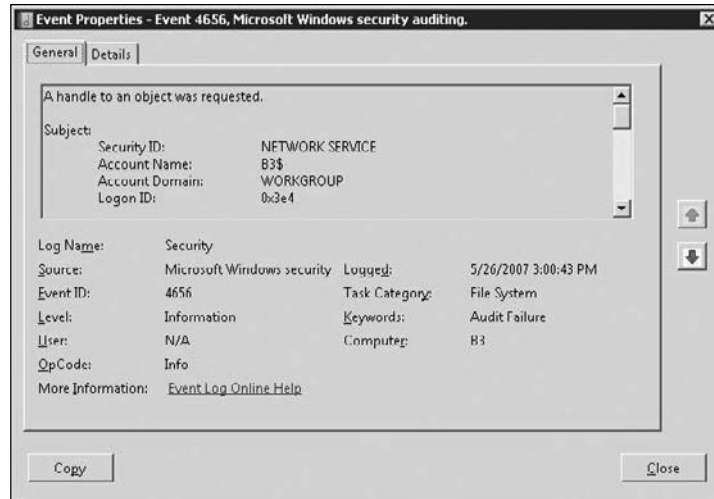 Event Properties - Event 4656, Microsoft Windows security auditing.
General Details
A handle to an object was requested.
Subject:
Security ID: NETWORK SERVICE
Account Name: B3$
Account Domain: WORKGROUP
Logon ID: 0x3e4
Log Name: Security
Source: Microsoft Windows security Logged: 5/26/2007 3:00:43 PM
Event ID: 4656 Task Category: File System
Level: Information Keywords: Audit Failure
User: N/A Computer: B3
OpCode: Info
More Information: Event Log Online Help
Copy Close